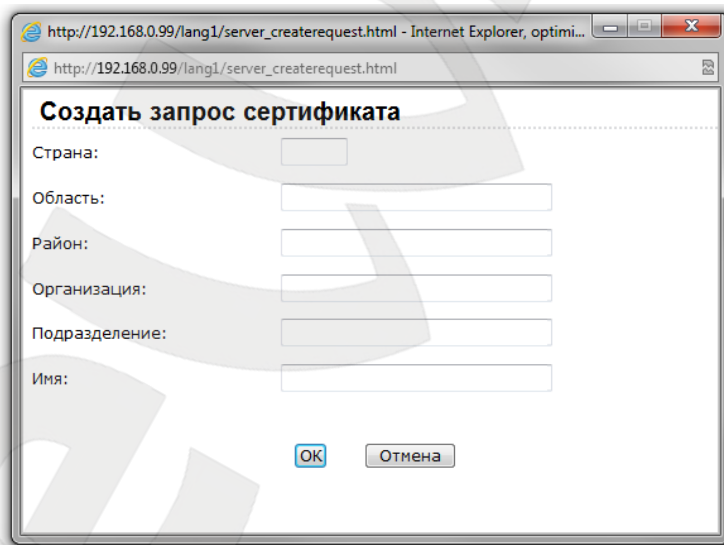 http://192.168.0.99/lang1/server_createrequest.html - Internet Explorer, optimi...
http://192.168.0.99/lang1/server_createrequest.html
Создать запрос сертификата
Страна:
Область:
Район:
Организация:
Подразделение:
Имя:
OK Отмена